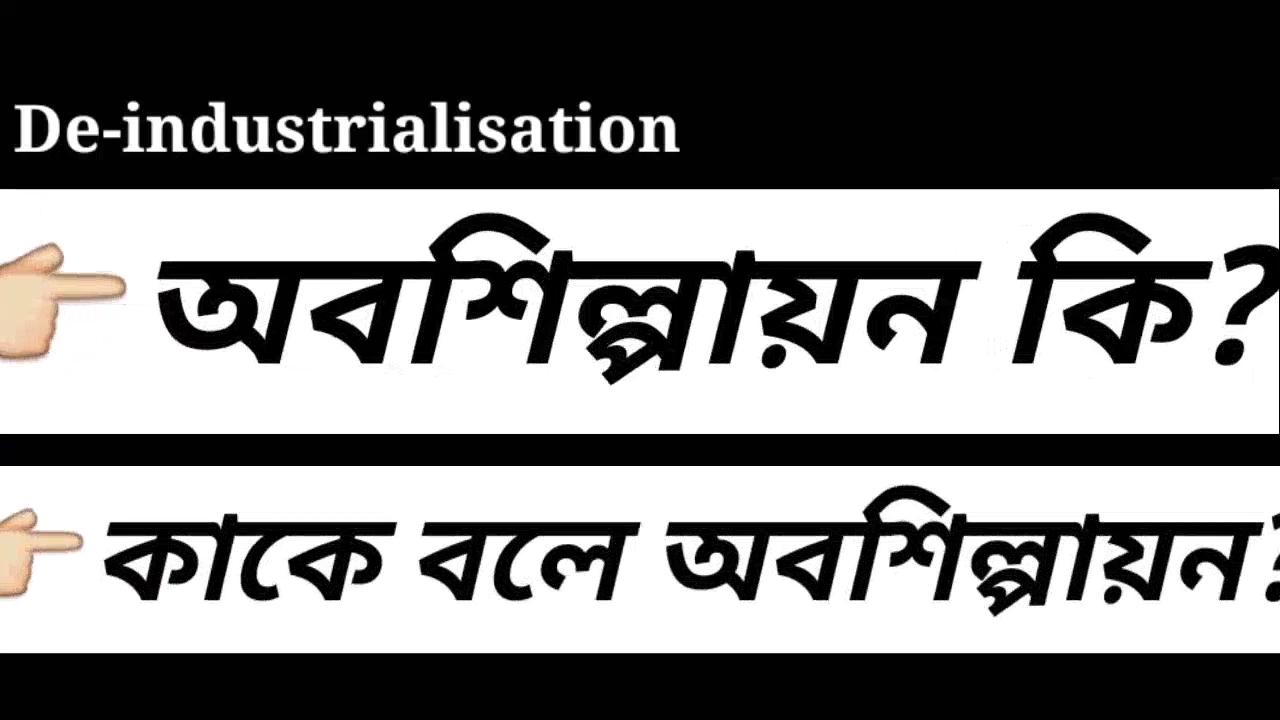 De-industrialisation
👉 অবশিল্পায়ন কি?
👉 কাকে বলে অবশিল্পায়ন?